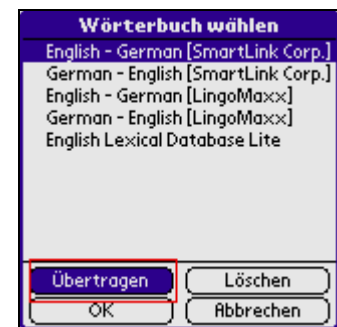 Wörterbuch wählen
English - German [SmartLink Corp.]
German - English [SmartLink Corp.]
English - German [LingoMaxx]
German - English [LingoMaxx]
English Lexical Database Lite
Übertragen Löschen
OK Abbrechen